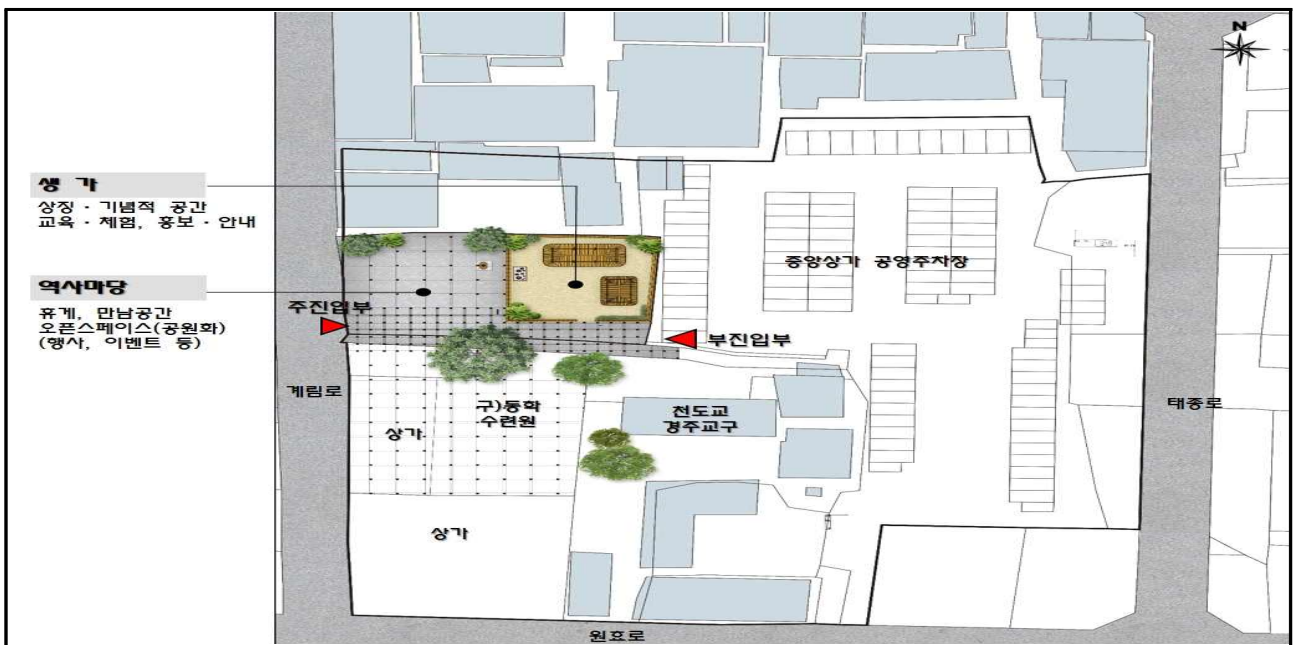 N
생 가
상징 · 기념적 공간
교육 · 체험, 홍보 · 안내
역사마당
휴게, 만남공간
오픈스페이스(공원화)
(행사, 이벤트 등)
주진입부
부진입부
중앙상가 공영주차장
계림로
태종로
구)동학
수련원
상가
천도교
경주교구
상가
원효로